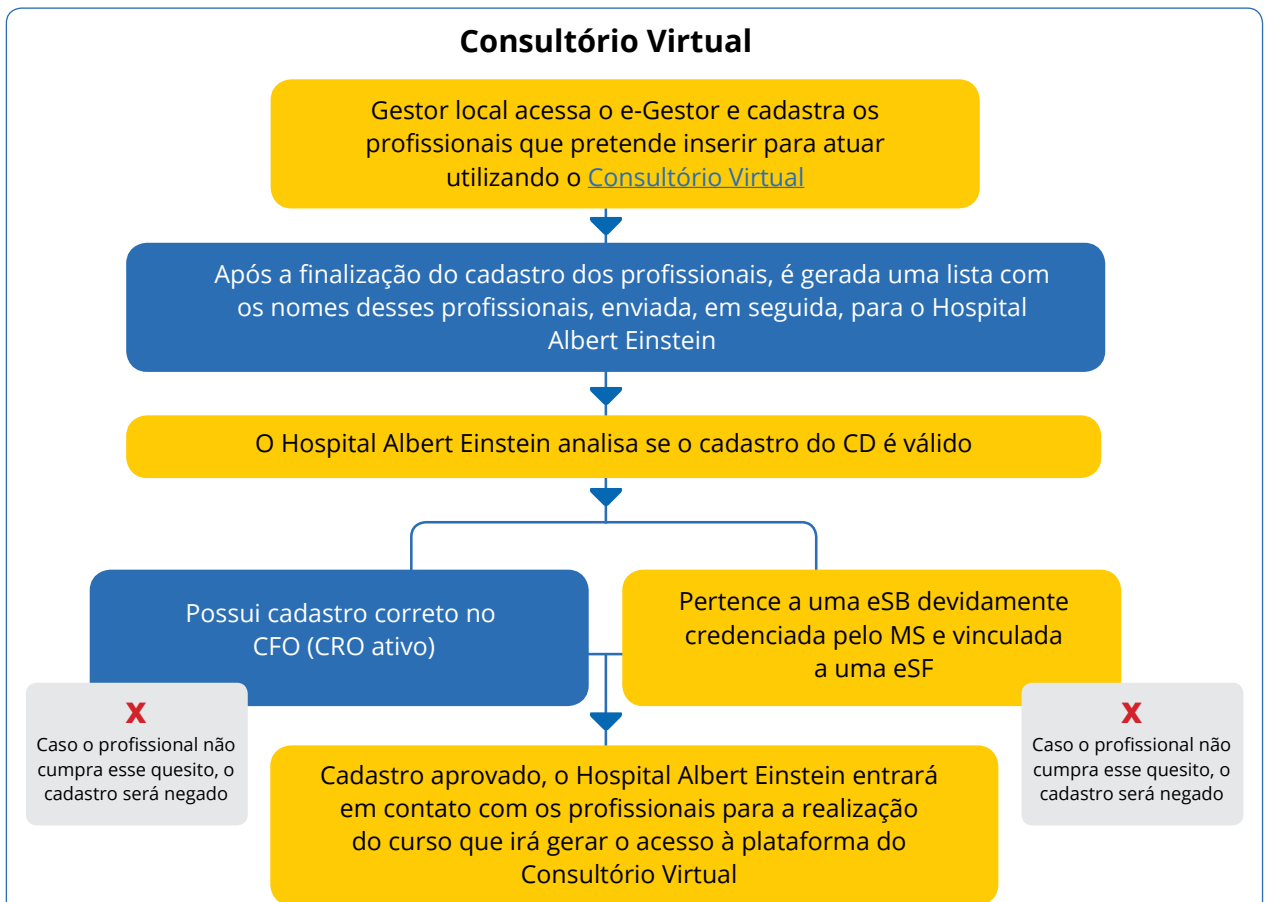 Consultório Virtual
Gestor local acessa o e-Gestor e cadastra os
profissionais que pretende inserir para atuar
utilizando o Consultório Virtual
Após a finalização do cadastro dos profissionais, é gerada uma lista com
os nomes desses profissionais, enviada, em seguida, para o Hospital
Albert Einstein
O Hospital Albert Einstein analisa se o cadastro do CD é válido
Possui cadastro correto no
CFO (CRO ativo)
X
Caso o profissional não
cumpra esse quesito, o
cadastro será negado
Pertence a uma eSB devidamente
credenciada pelo MS e vinculada
a uma eSF
X
Caso o profissional não
cumpra esse quesito, o
cadastro será negado
Cadastro aprovado, o Hospital Albert Einstein entrará
em contato com os profissionais para a realização
do curso que irá gerar o acesso à plataforma do
Consultório Virtual